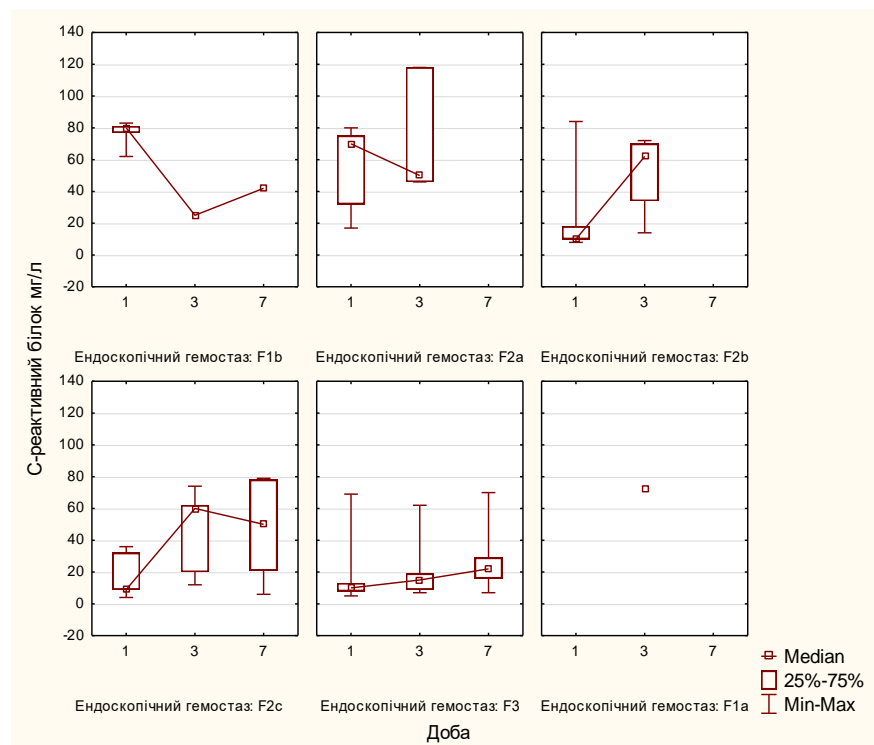 С-реактивний білок мг/л
140
120
100
80
60
40
20
0
-20
1 3 7
1 3 7
1 3 7
Ендоскопічний гемостаз: F1b
Ендоскопічний гемостаз: F2a
Ендоскопічний гемостаз: F2b
140
120
100
80
60
40
20
0
-20
1 3 7
1 3 7
1 3 7
Ендоскопічний гемостаз: F2c
Ендоскопічний гемостаз: F3
Ендоскопічний гемостаз: F1a
Доба
Median
25%-75%
Min-Max